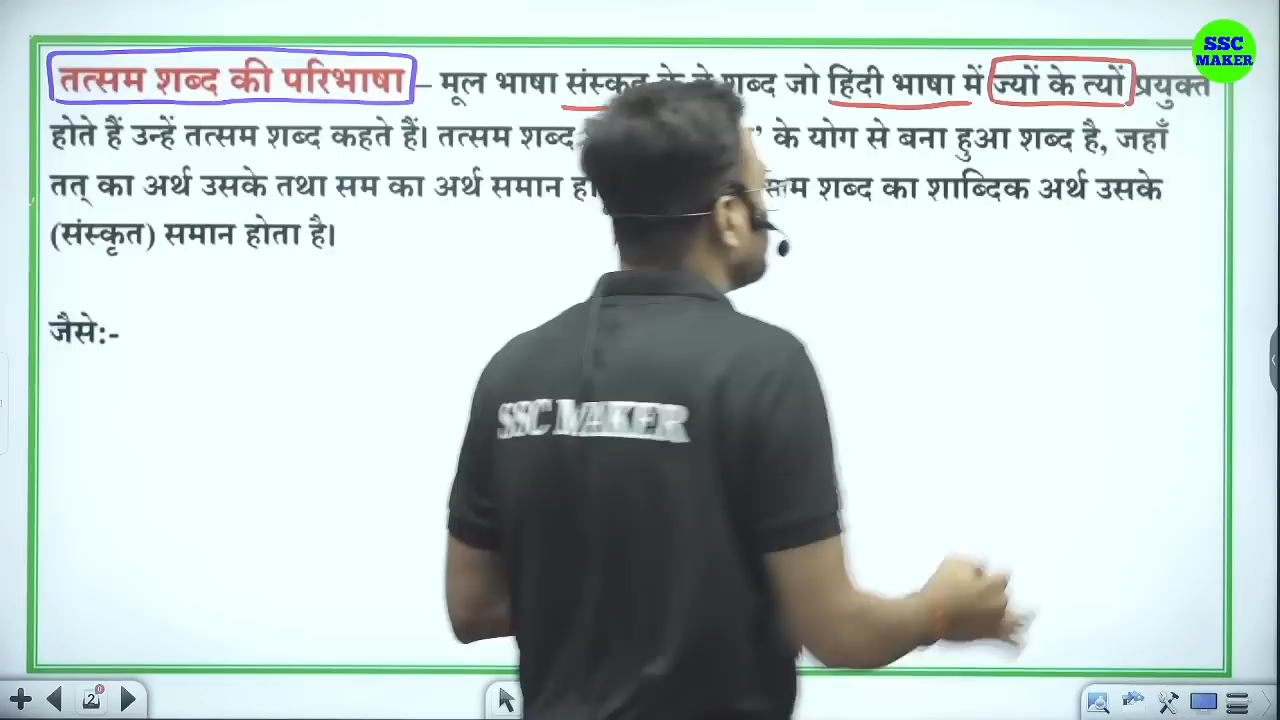 SSC
MAKER
तत्सम शब्द की परिभाषा – मूल भाषा संस्कृत के वे शब्द जो हिंदी भाषा में ज्यों के त्यों प्रयुक्त
होते हैं उन्हें तत्सम शब्द कहते हैं। तत्सम शब्द ' के योग से बना हुआ शब्द है, जहाँ
तत् का अर्थ उसके तथा सम का अर्थ समान शब्द का शाब्दिक अर्थ उसके
(संस्कृत) समान होता है।
जैसे:-
SSC MAKER
2